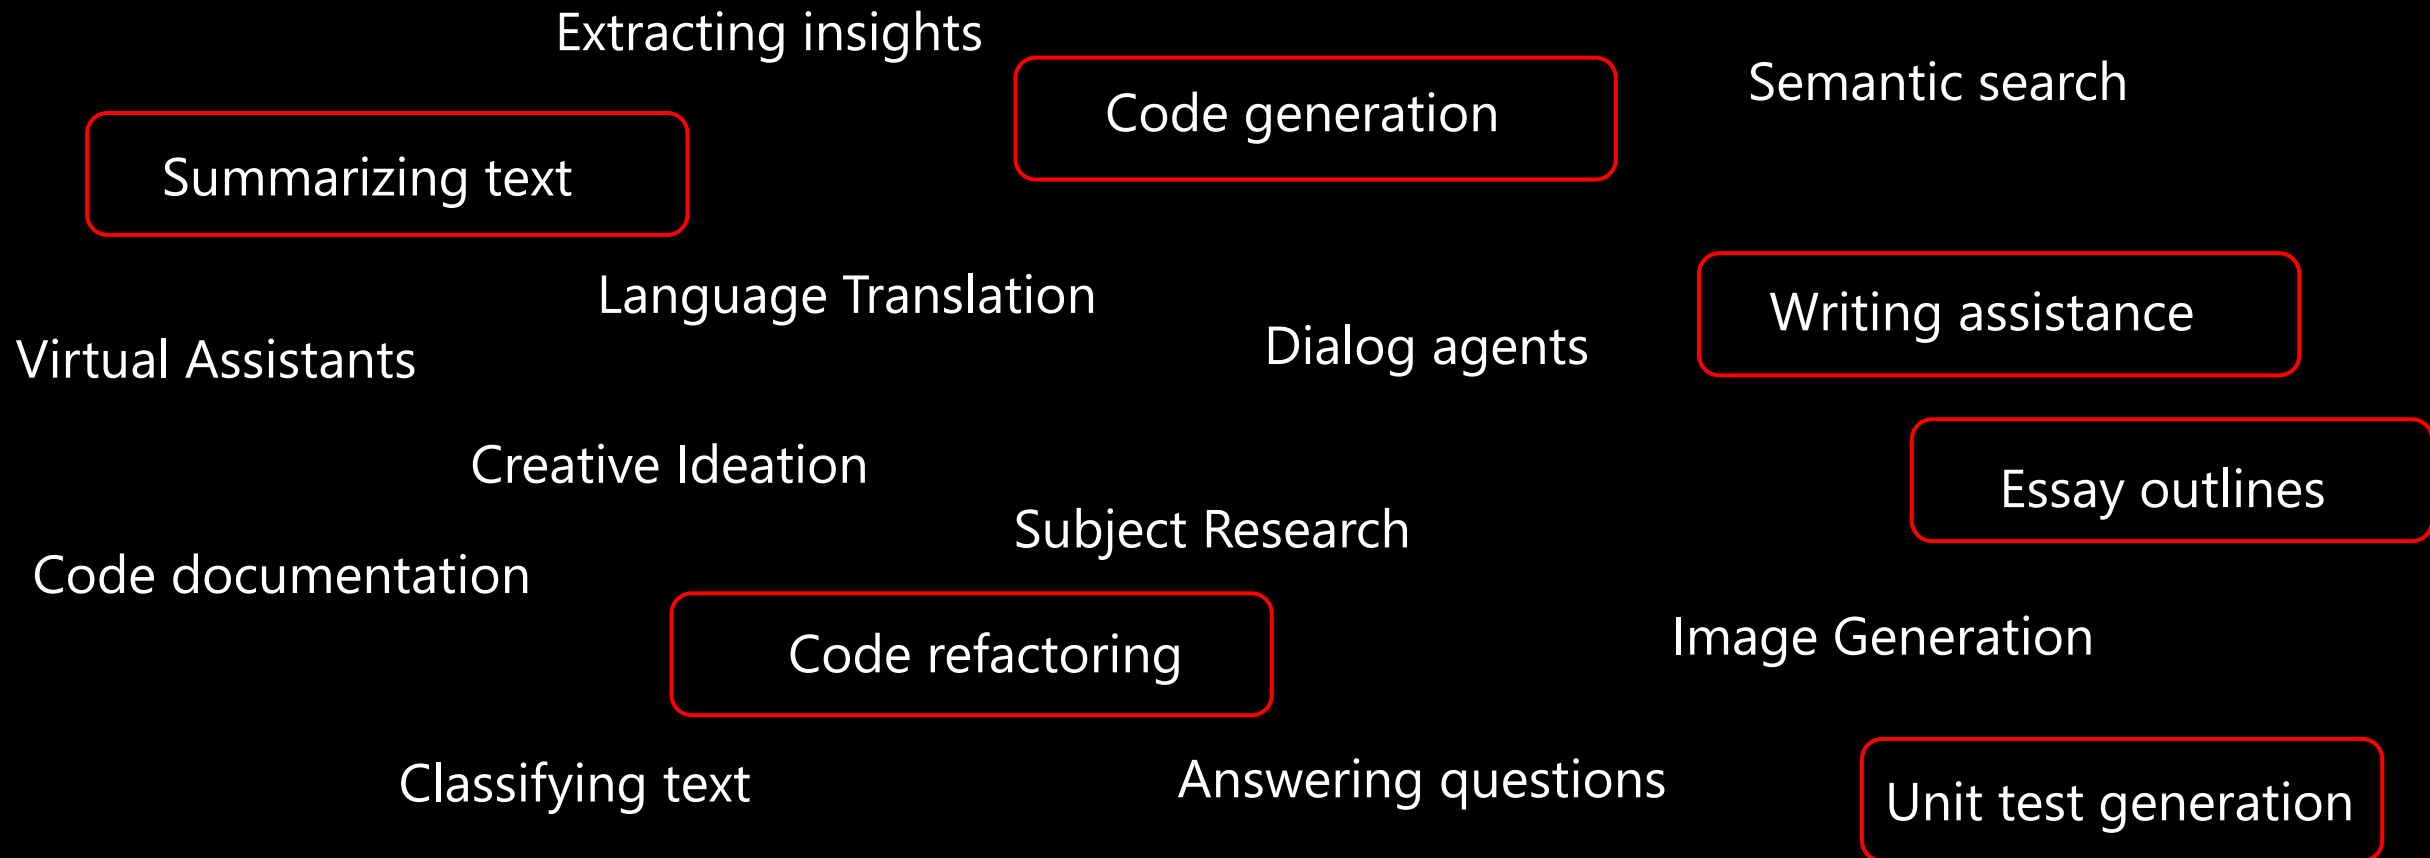 Extracting insights
Code generation
Semantic search
Summarizing text
Language Translation
Writing assistance
Dialog agents
Virtual Assistants
Creative Ideation
Essay outlines
Subject Research
Code documentation
Code refactoring
Image Generation
Classifying text
Answering questions
Unit test generation